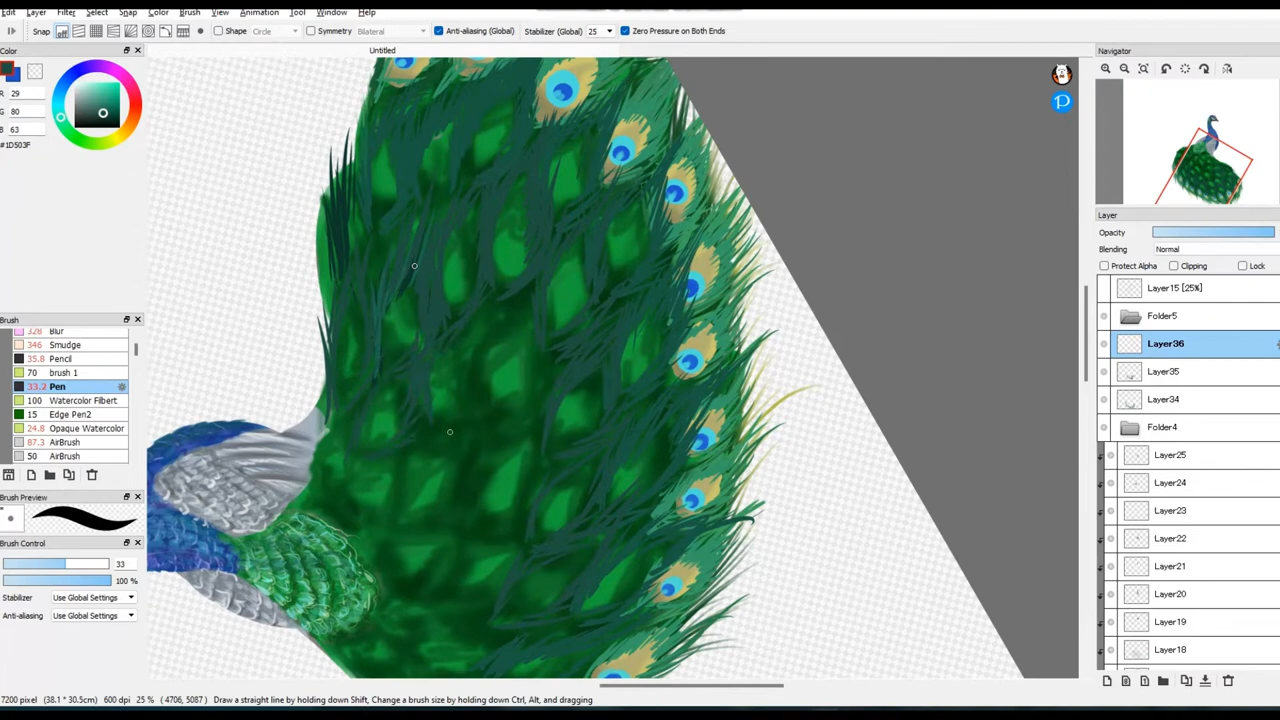 Edit Layer Filter Select Snap Color Brush View Animation Tool Window Help
Snap off Shape Circle Symmetry Bilateral Anti-aliasing (Global) Stabilizer (Global) 25 Zero Pressure on Both Ends
Untitled
Color
R 29
G 80
B 63
#1D503F
Brush
328 Blur
346 Smudge
35.8 Pencil
70 brush 1
33.2 Pen
100 Watercolor Filbert
15 Edge Pen2
24.8 Opaque Watercolor
87.3 AirBrush
50 AirBrush
Brush Preview
Brush Control
33
100 %
Stabilizer Use Global Settings
Anti-aliasing Use Global Settings
7200 pixel (38.1 * 30.5cm) 600 dpi 25 % ( 4706, 5087 ) Draw a straight line by holding down Shift, Change a brush size by holding down Ctrl, Alt, and dragging
Navigator
Layer
Opacity
Blending Normal
Protect Alpha Clipping Lock
Layer15 [25%]
Folder5
Layer36
Layer35
Layer34
Folder4
Layer25
Layer24
Layer23
Layer22
Layer21
Layer20
Layer19
Layer18